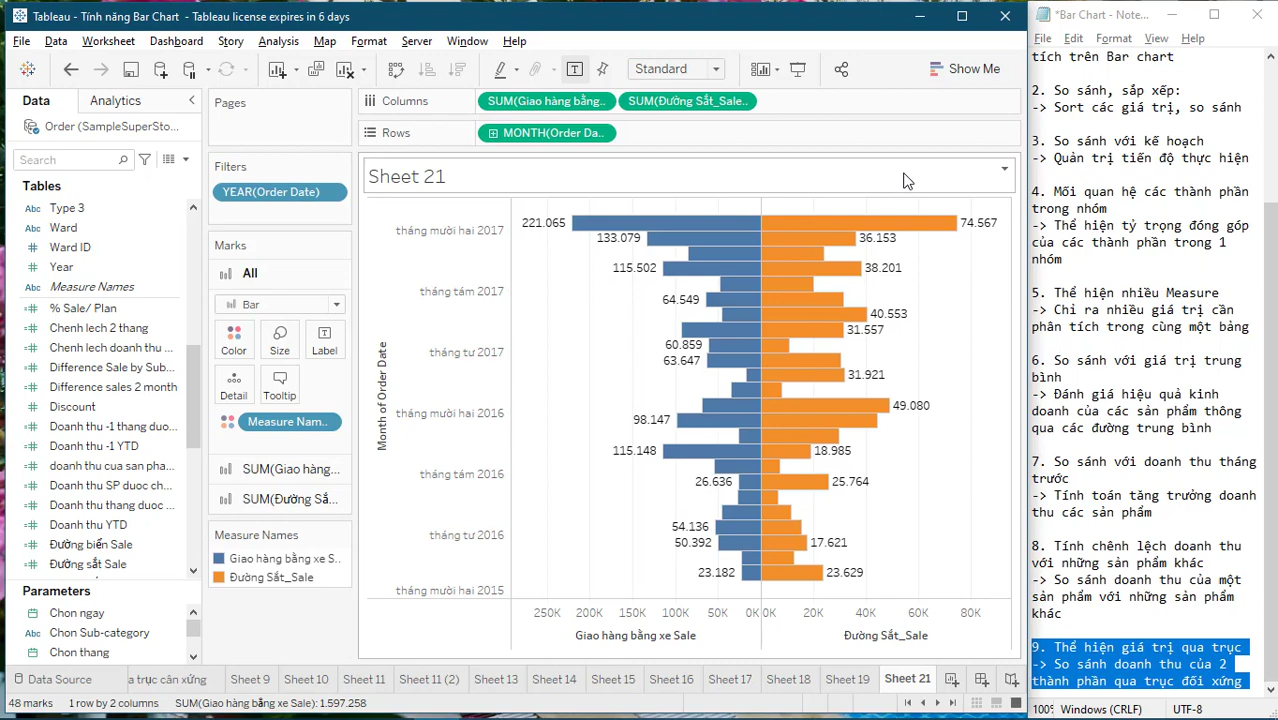 Tableau - Tính năng Bar Chart - Tableau license expires in 6 days
File Data Worksheet Dashboard Story Analysis Map Format Server Window Help
Standard
Show Me
Data
Analytics
Order (SampleSuperSto...
Search
Tables
Abc Type 3
Abc Ward
Abc Ward ID
Abc Year
Abc Measure Names
% Sale/ Plan
Chenh lech 2 thang
Chenh lech doanh thu ...
Difference Sale by Sub...
Difference sales 2 month
Discount
Doanh thu -1 thang duo...
Doanh thu -1 YTD
doanh thu cua san pha...
Doanh thu SP duoc ch...
Doanh thu thang duoc ...
Doanh thu YTD
Đường biển Sale
Đường sắt Sale
Parameters
Chon ngay
Abc Chon Sub-category
Chon thang
Pages
Filters
YEAR(Order Date)
Marks
All
Bar
Color
Size
Label
Detail
Tooltip
Measure Nam..
SUM(Giao hàng...
SUM(Đường Sắ...
Measure Names
Giao hàng bằng xe S..
Đường Sắt_Sale
Columns
SUM(Giao hàng bằng.. SUM(Đường Sắt_Sale..
Rows
MONTH(Order Da..
Sheet 21
Month of Order Date
tháng mười hai 2017
tháng tám 2017
tháng tư 2017
tháng mười hai 2016
tháng tám 2016
tháng tư 2016
tháng mười hai 2015
221.065 74.567
133.079 36.153
115.502 38.201
64.549
40.553
31.557
60.859
63.647
31.921
49.080
98.147
115.148 18.985
26.636 25.764
54.136
50.392 17.621
23.182 23.629
250K 200K 150K 100K 50K 0K 0K 20K 40K 60K 80K
Giao hàng bằng xe Sale
Đường Sắt_Sale
Data Source
a trục cân xứng
Sheet 9
Sheet 10
Sheet 11
Sheet 11 (2)
Sheet 12
Sheet 13
Sheet 14
Sheet 15
Sheet 16
Sheet 17
Sheet 18
Sheet 19
Sheet 21
48 marks 1 row by 2 columns
*Bar Chart - Note...
File Edit Format View Help
tích trên Bar chart
2. So sánh, sắp xếp:
-> Sort các giá trị, so sánh
3. So sánh với kế hoạch
-> Quản trị tiến độ thực hiện
4. Mối quan hệ các thành phần
trong nhóm
-> Thể hiện tỷ trọng đóng góp
của các thành phần trong 1
nhóm
5. Thể hiện nhiều Measure
-> Chỉ ra nhiều giá trị cần
phân tích trong cùng một bảng
6. So sánh với giá trị trung
bình
-> Đánh giá hiệu quả kinh
doanh của các sản phẩm thông
qua các đường trung bình
7. So sánh với doanh thu tháng
trước
-> Tính toán tăng trưởng doanh
thu các sản phẩm
8. Tính chênh lệch doanh thu
với những sản phẩm khác
-> So sánh doanh thu của một
sản phẩm với những sản phẩm
khác
9. Thể hiện giá trị qua trục
-> So sánh doanh thu của 2
thành phần qua trục đối xứng
Windows (CRLF)
UTF-8